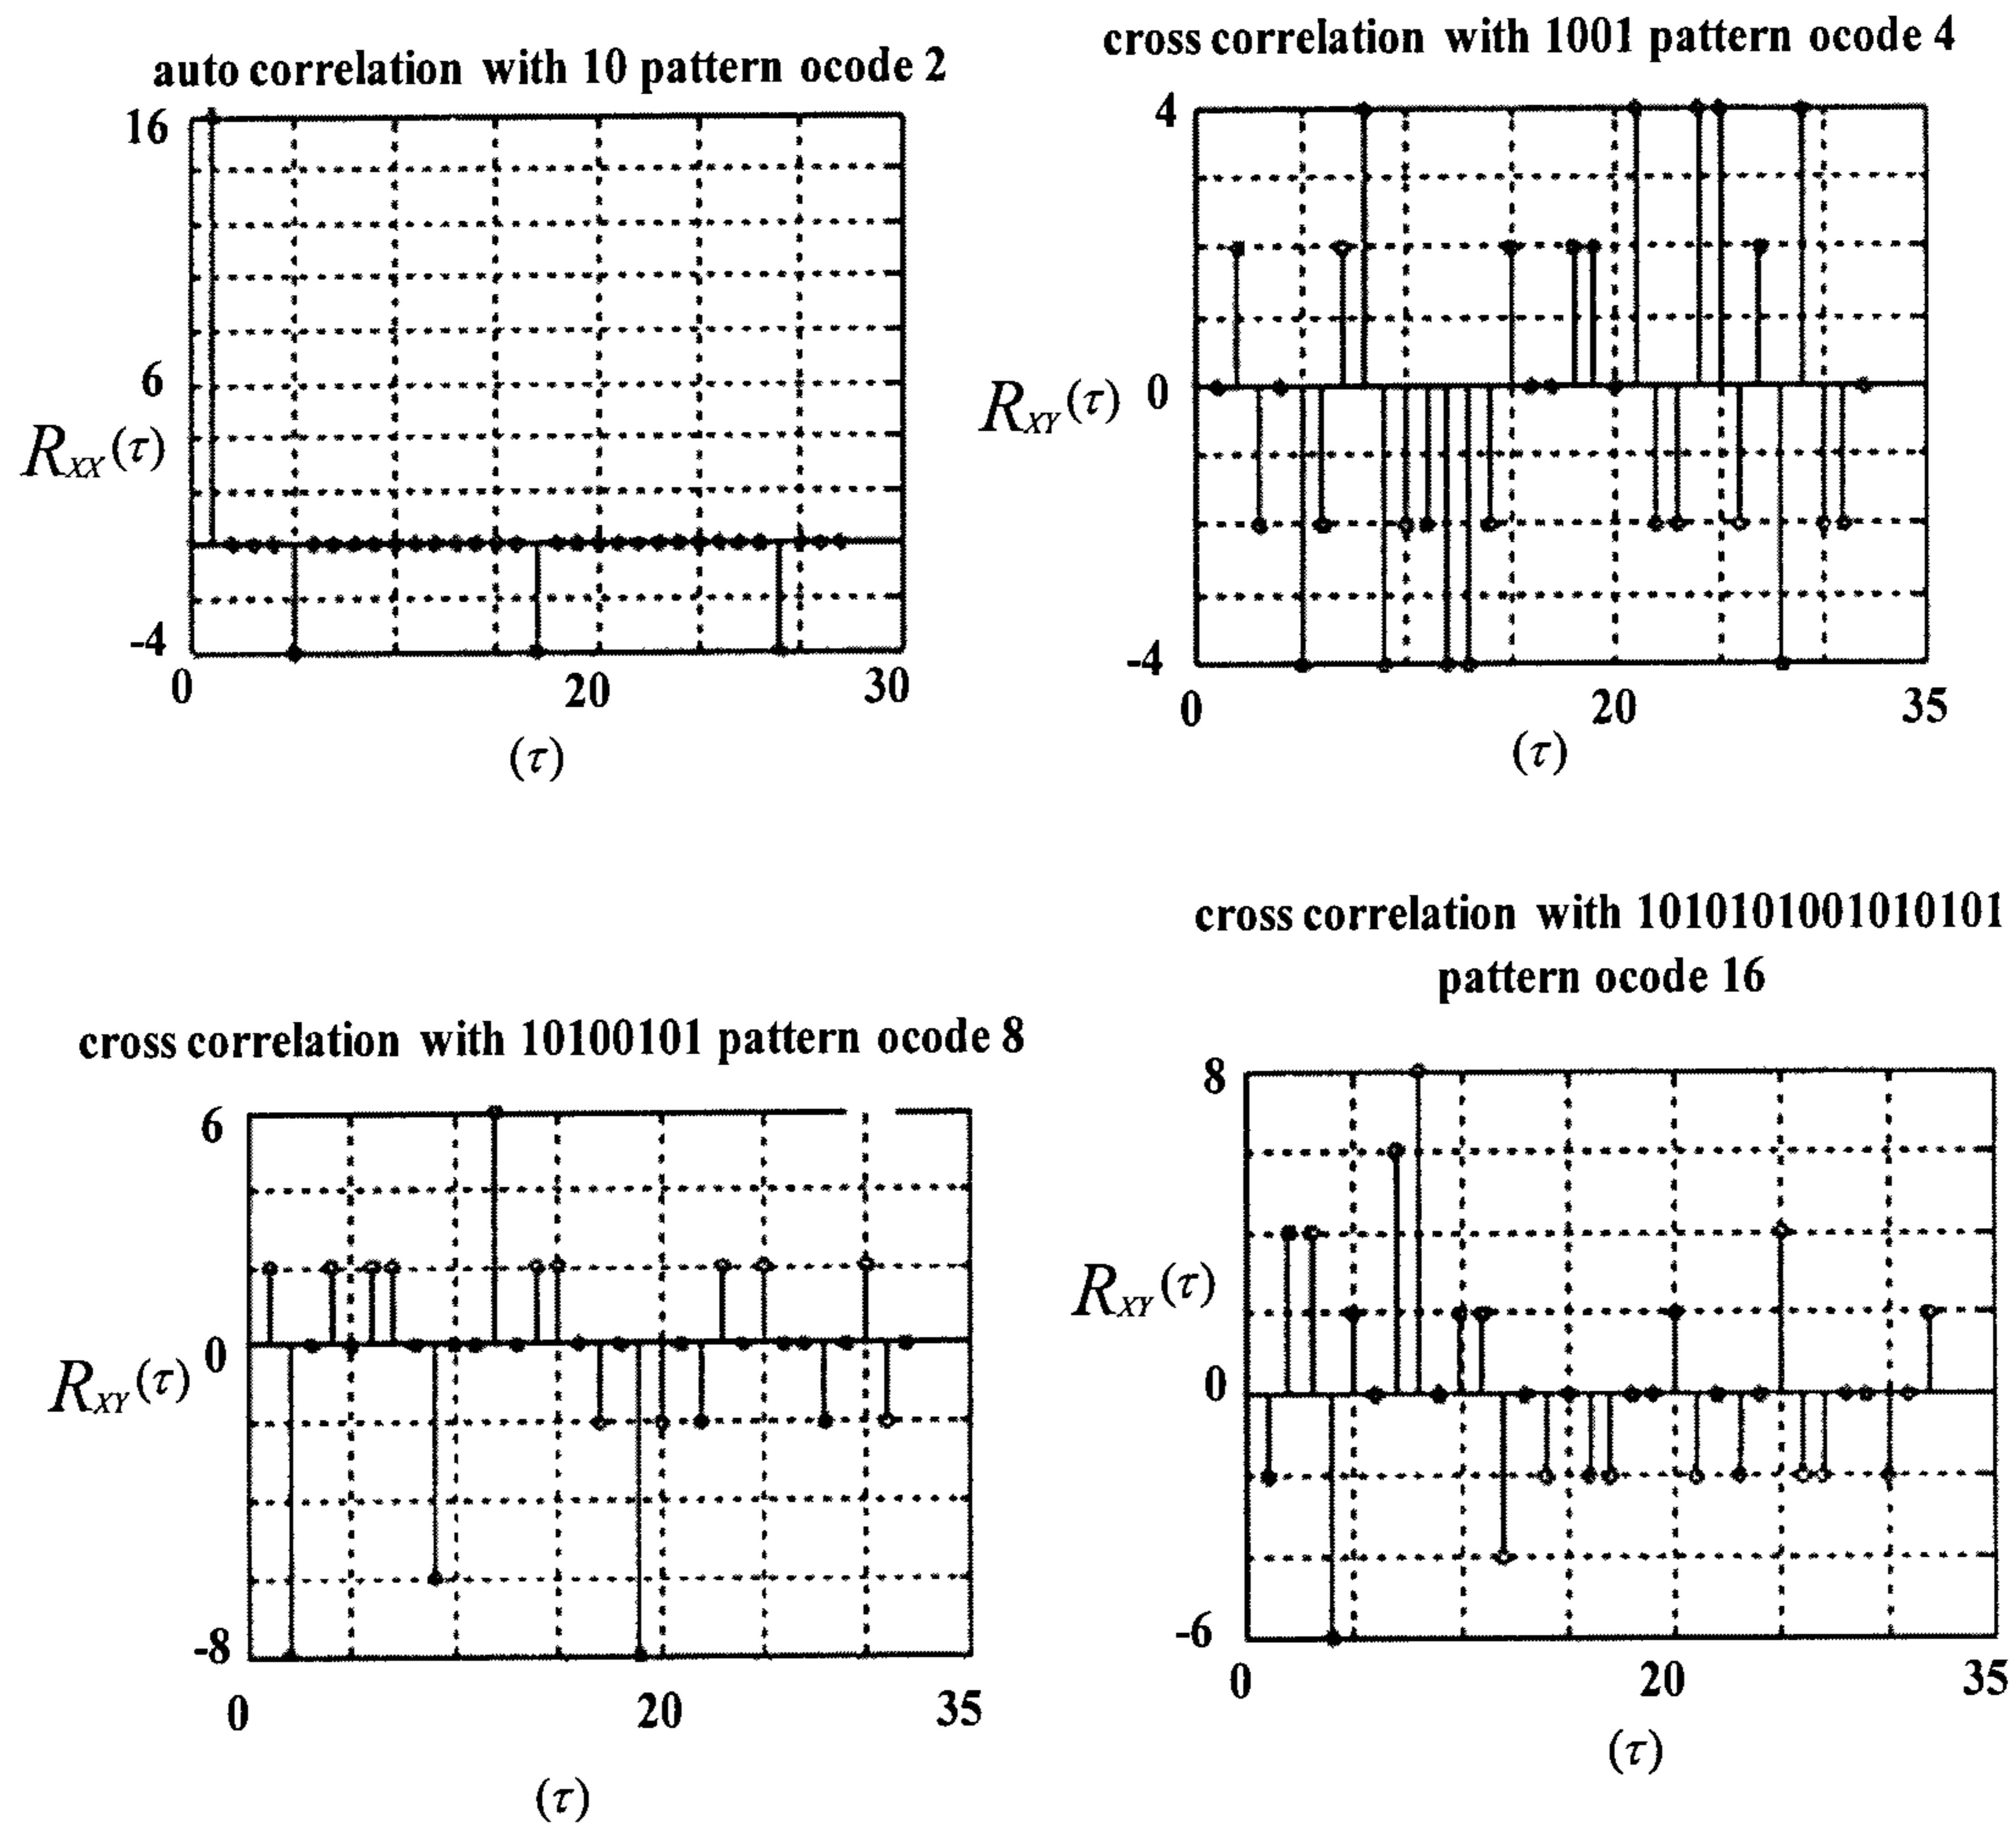 auto correlation with 10 pattern ocode 2
16
6
R_XX(τ)
-4
0
20
30
(τ)
cross correlation with 1001 pattern ocode 4
4
R_XY(τ)
0
-4
0
20
35
(τ)
cross correlation with 10100101 pattern ocode 8
6
0
R_XY(τ)
-8
0
20
35
(τ)
cross correlation with 1010101001010101
pattern ocode 16
8
R_XY(τ)
0
-6
0
20
35
(τ)